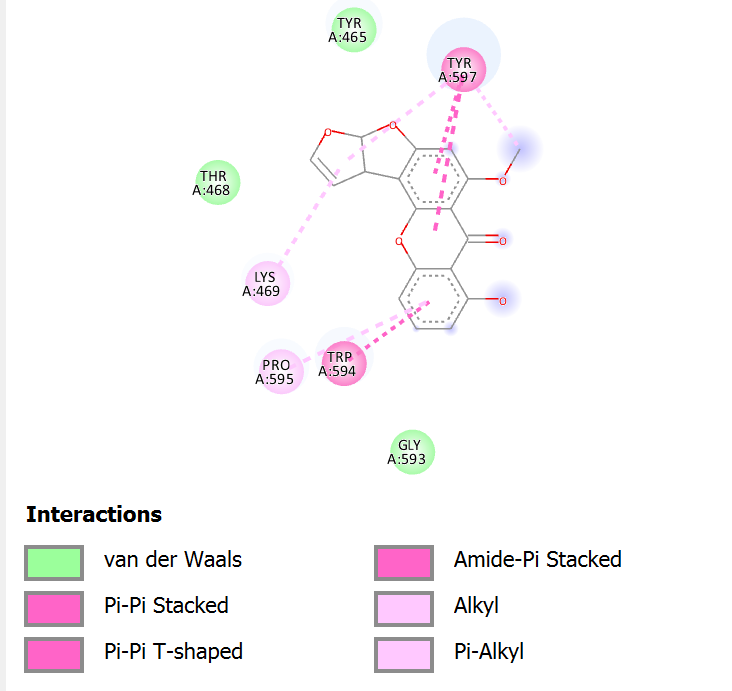 TYR
A:465
TYR
A:597
O
O
THR
A:468
O
O
O
LYS
A:469
O
PRO
A:595
TRP
A:594
GLY
A:593
Interactions
van der Waals
Amide-Pi Stacked
Pi-Pi Stacked
Alkyl
Pi-Pi T-shaped
Pi-Alkyl